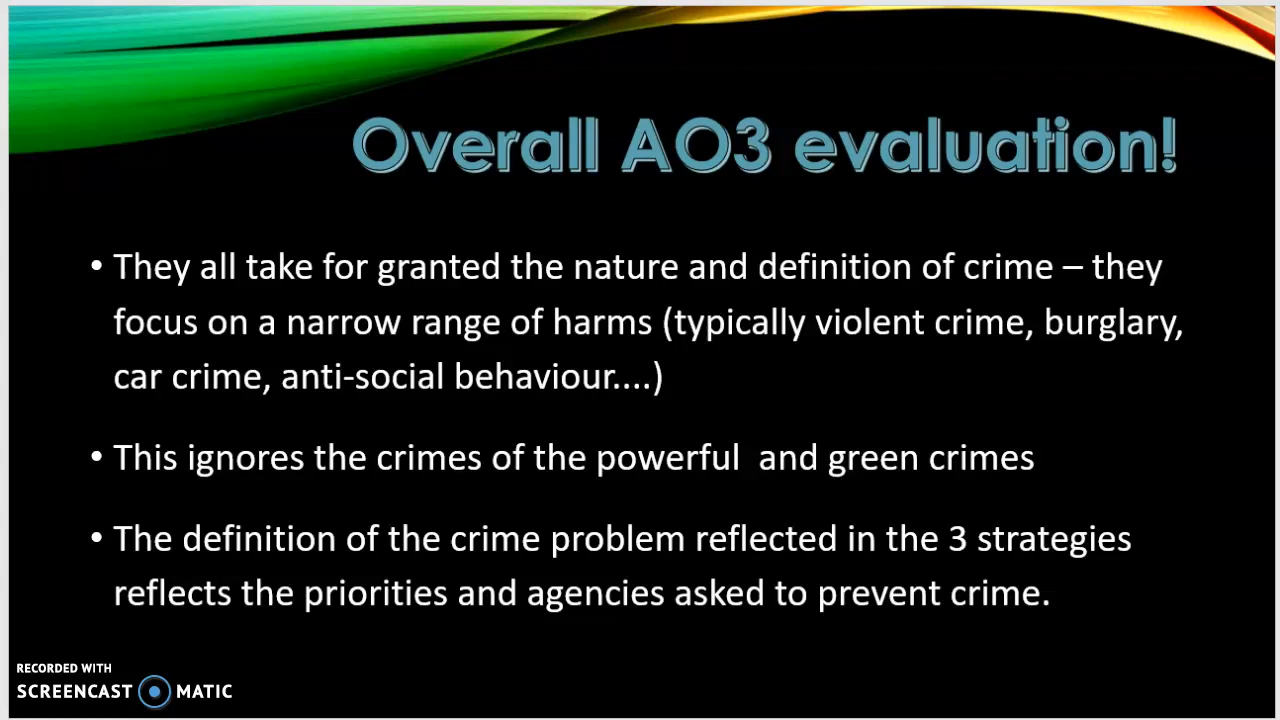 Overall AO3 evaluation!
• They all take for granted the nature and definition of crime – they
focus on a narrow range of harms (typically violent crime, burglary,
car crime, anti-social behaviour....)
• This ignores the crimes of the powerful  and green crimes
• The definition of the crime problem reflected in the 3 strategies
reflects the priorities and agencies asked to prevent crime.
RECORDED WITH
SCREENCAST MATIC